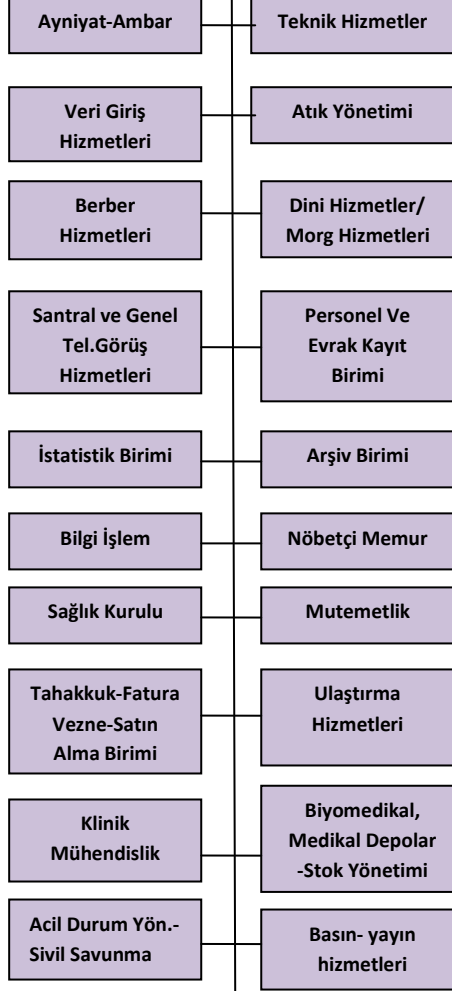 Ayniyat-Ambar
Teknik Hizmetler
Veri Giriş
Hizmetleri
Atık Yönetimi
Berber
Hizmetleri
Dini Hizmetler/
Morg Hizmetleri
Santral ve Genel
Tel.Görüş
Hizmetleri
Personel Ve
Evrak Kayıt
Birimi
İstatistik Birimi
Arşiv Birimi
Bilgi İşlem
Nöbetçi Memur
Sağlık Kurulu
Mutemetlik
Tahakkuk-Fatura
Vezne-Satın
Alma Birimi
Ulaştırma
Hizmetleri
Klinik
Mühendislik
Biyomedikal,
Medikal Depolar
-Stok Yönetimi
Acil Durum Yön.-
Sivil Savunma
Basın- yayın
hizmetleri